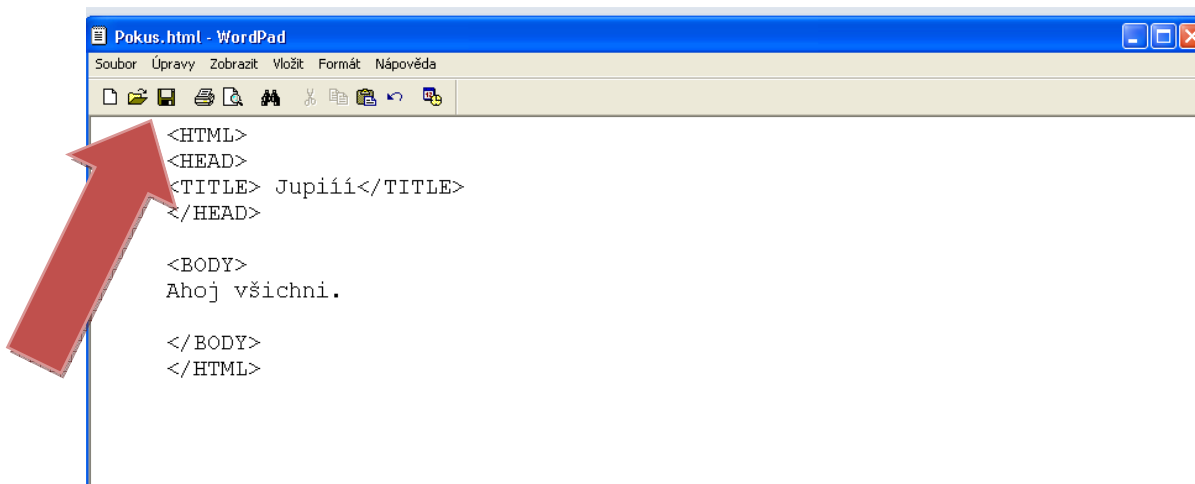 Pokus.html - WordPad
Soubor Úpravy Zobrazit Vložit Formát Nápověda
<HTML>
<HEAD>
<TITLE> Jupiíí</TITLE>
</HEAD>
<BODY>
Ahoj všichni.
</BODY>
</HTML>